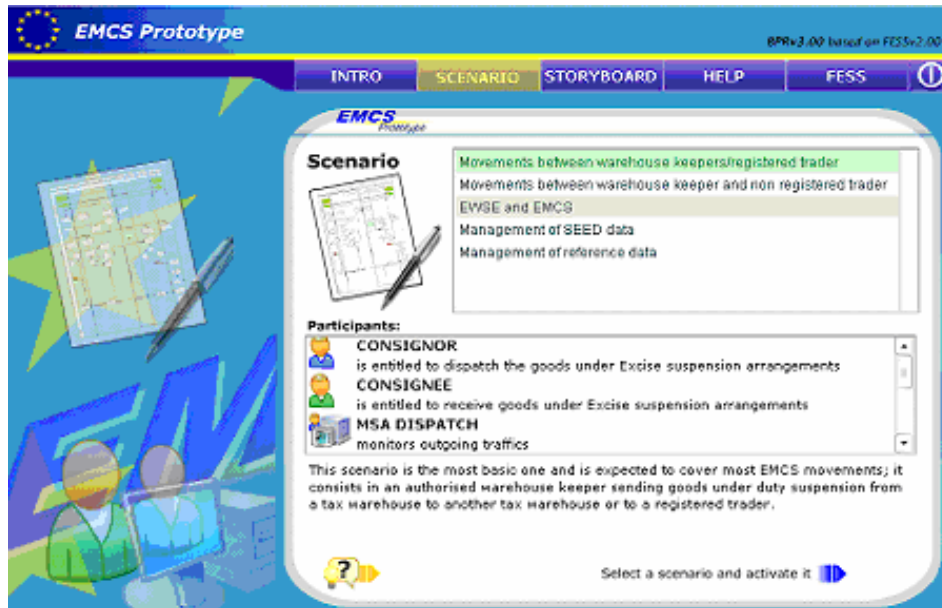 EMCS Prototype
BPRv3.00 based on FESSv2.00
INTRO SCENARIO STORYBOARD HELP FESS
EMCS
Prototype
Scenario
Movements between warehouse keepers/registered trader
Movements between warehouse keeper and non registered trader
EWSE and EMCS
Management of SEED data
Management of reference data
Participants:
CONSIGNOR
is entitled to dispatch the goods under Excise suspension arrangements
CONSIGNEE
is entitled to receive goods under Excise suspension arrangements
MSA DISPATCH
monitors outgoing traffics
This scenario is the most basic one and is expected to cover most EMCS movements; it
consists in an authorised warehouse keeper sending goods under duty suspension from
a tax warehouse to another tax warehouse or to a registered trader.
?
Select a scenario and activate it
EM